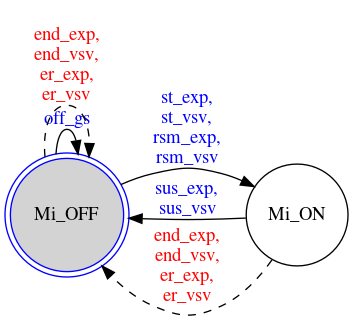 end_exp,
end_vsv,
er_exp,
er_vsv
off_gs
st_exp,
st_vsv,
rsm_exp,
rsm_vsv
sus_exp,
sus_vsv
Mi_OFF
Mi_ON
end_exp,
end_vsv,
er_exp,
er_vsv